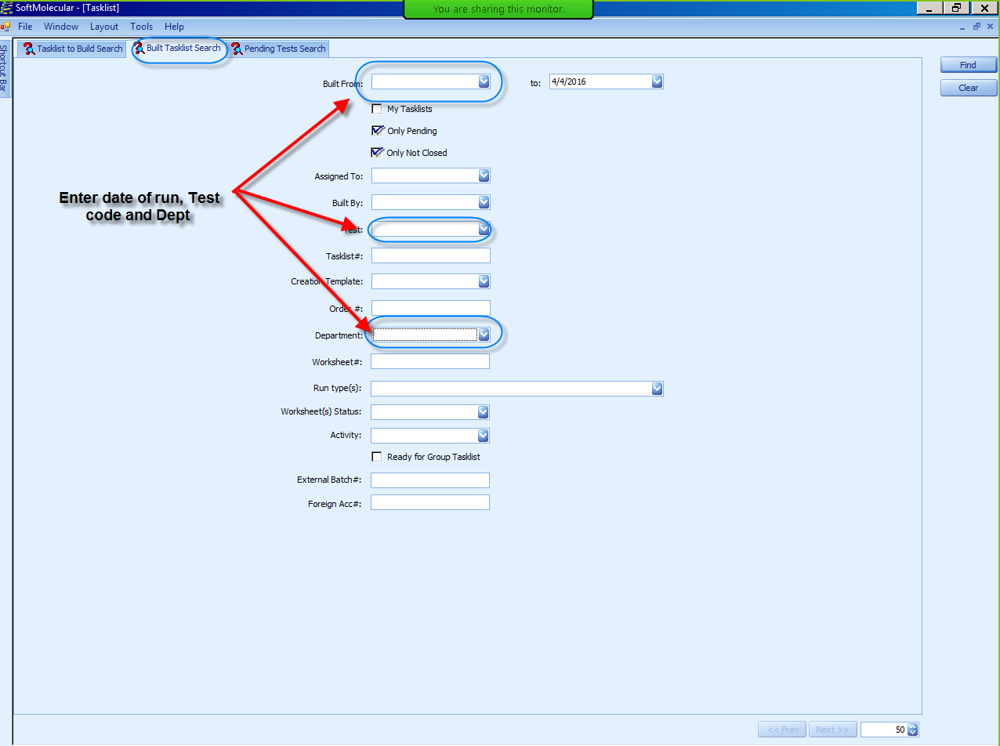 SoftMolecular - [Tasklist]
You are sharing this monitor.
File Window Layout Tools Help
Shortcut Bar
Tasklist to Build Search
Built Tasklist Search
Pending Tests Search
Find
Clear
Built From:
to: 4/4/2016
My Tasklists
Only Pending
Only Not Closed
Assigned To:
Enter date of run, Test
code and Dept
Built By:
Test:
Tasklist#:
Creation Template:
Order #:
Department:
Worksheet#:
Run type(s):
Worksheet(s) Status:
Activity:
Ready for Group Tasklist
External Batch#:
Foreign Acc#:
<< Prev Next >> 50